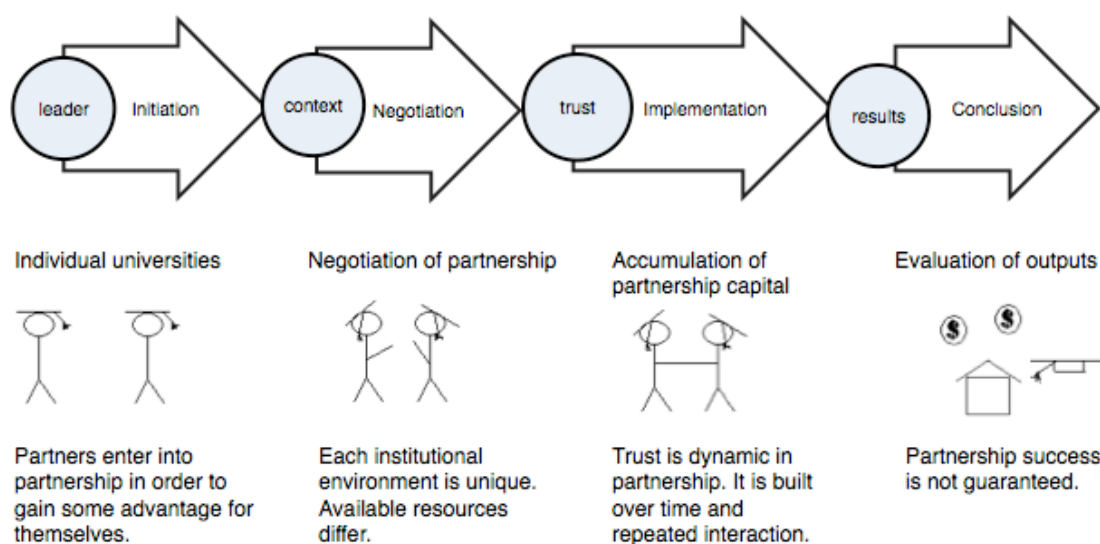 leader
Initiation
context
Negotiation
trust
Implementation
results
Conclusion
Individual universities
Negotiation of partnership
Accumulation of
partnership capital
Evaluation of outputs
$
$
Partners enter into
partnership in order to
gain some advantage for
themselves.
Each institutional
environment is unique.
Available resources
differ.
Trust is dynamic in
partnership. It is built
over time and
repeated interaction.
Partnership success
is not guaranteed.